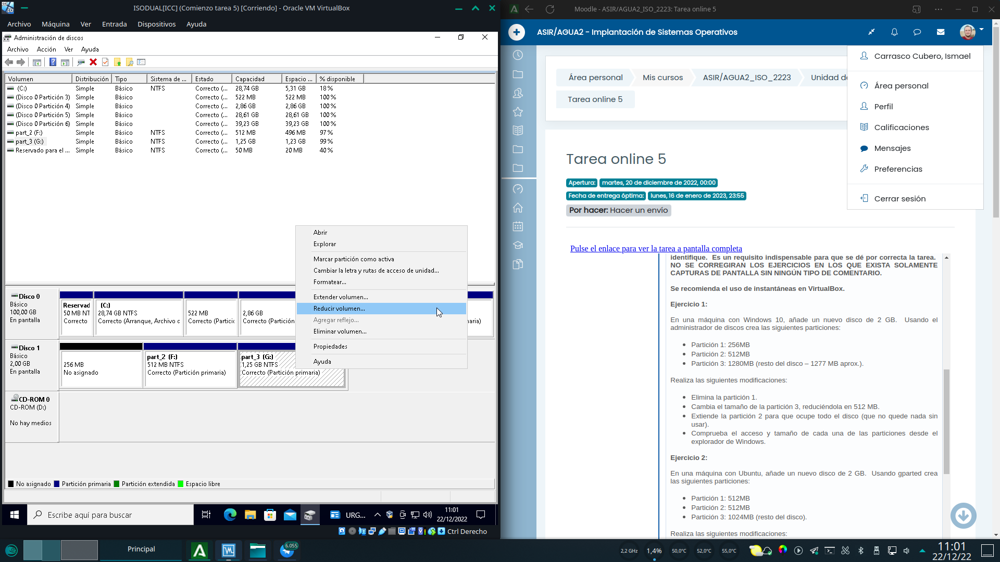 ISODUAL[ICC] (Comienzo tarea 5) [Corriendo] - Oracle VM VirtualBox
Archivo Máquina Ver Entrada Dispositivos Ayuda
Administración de discos
Archivo Acción Ver Ayuda
Volumen Distribución Tipo Sistema de ... Estado Capacidad Espacio ... % disponible
(C:) Simple Básico NTFS Correcto (... 28,74 GB 5,31 GB 18 %
(Disco 0 Partición 3) Simple Básico Correcto (... 522 MB 522 MB 100 %
(Disco 0 Partición 4) Simple Básico Correcto (... 2,86 GB 2,86 GB 100 %
(Disco 0 Partición 5) Simple Básico Correcto (... 28,61 GB 28,61 GB 100 %
(Disco 0 Partición 6) Simple Básico Correcto (... 39,23 GB 39,23 GB 100 %
part_2 (F:) Simple Básico NTFS Correcto (... 512 MB 496 MB 97 %
part_3 (G:) Simple Básico NTFS Correcto (... 1,25 GB 1,23 GB 99 %
Reservado para el ... Simple Básico NTFS Correcto (... 50 MB 20 MB 40 %
Abrir
Explorar
Marcar partición como activa
Cambiar la letra y rutas de acceso de unidad...
Formatear...
Extender volumen...
Reducir volumen...
Agregar reflejo...
Eliminar volumen...
Propiedades
Ayuda
Disco 0
Básico
100,00 GB
En pantalla
Reservad
50 MB NT
Correcto
(C:)
28,74 GB NTFS
Correcto (Arranque, Archivo c
522 MB
Correcto (Partició
2,86 GB
Correcto (Partición
aria)
Disco 1
Básico
2,00 GB
En pantalla
256 MB
No asignado
part_2 (F:)
512 MB NTFS
Correcto (Partición primaria)
part_3 (G:)
1,25 GB NTFS
Correcto (Partición primaria)
CD-ROM 0
CD-ROM (D:)
No hay medios
No asignado Partición primaria Partición extendida Espacio libre
Escribe aquí para buscar
URG...
11:01
22/12/2022
Ctrl Derecho
Moodle - ASIR/AGUA2_ISO_2223: Tarea online 5
ASIR/AGUA2 - Implantación de Sistemas Operativos
Carrasco Cubero, Ismael
Área personal
Perfil
Calificaciones
Mensajes
Preferencias
Cerrar sesión
Área personal Mis cursos ASIR/AGUA2_ISO_2223 Unidad de
Tarea online 5
Tarea online 5
Apertura: martes, 20 de diciembre de 2022, 00:00
Fecha de entrega óptima: lunes, 16 de enero de 2023, 23:55
Por hacer: Hacer un envío
Pulse el enlace para ver la tarea a pantalla completa
identifique. Es un requisito indispensable para que se dé por correcta la tarea.
NO SE CORREGIRAN LOS EJERCICIOS EN LOS QUE EXISTA SOLAMENTE
CAPTURAS DE PANTALLA SIN NINGÚN TIPO DE COMENTARIO.
Se recomienda el uso de instantáneas en VirtualBox.
Ejercicio 1:
En una máquina con Windows 10, añade un nuevo disco de 2 GB. Usando el
administrador de discos crea las siguientes particiones:
Partición 1: 256MB
Partición 2: 512MB
Partición 3: 1280MB (resto del disco – 1277 MB aprox.).
Realiza las siguientes modificaciones:
Elimina la partición 1.
Cambia el tamaño de la partición 3, reduciéndola en 512 MB.
Extiende la partición 2 para que ocupe todo el disco (que no quede nada sin
usar).
Comprueba el acceso y tamaño de cada una de las particiones desde el
explorador de Windows.
Ejercicio 2:
En una máquina con Ubuntu, añade un nuevo disco de 2 GB. Usando gparted crea
las siguientes particiones:
Partición 1: 512MB
Partición 2: 512MB
Partición 3: 1024MB (resto del disco).
Realiza las siguientes modificaciones:
Principal
6.055
2,2 GHz 1,4% 50,0°C 52,0°C 55,0°C
11:01
22/12/22